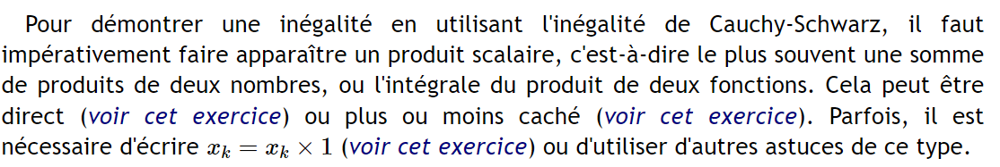 Pour démontrer une inégalité en utilisant l'inégalité de Cauchy-Schwarz, il faut
impérativement faire apparaître un produit scalaire, c'est-à-dire le plus souvent une somme
de produits de deux nombres, ou l'intégrale du produit de deux fonctions. Cela peut être
direct (voir cet exercice) ou plus ou moins caché (voir cet exercice). Parfois, il est
nécessaire d'écrire $x_k = x_k \times 1$ (voir cet exercice) ou d'utiliser d'autres astuces de ce type.